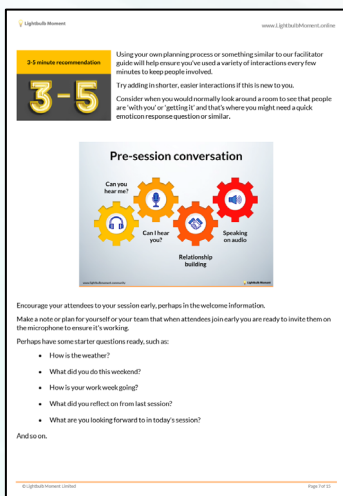 Lightbulb Moment
www.LightbulbMoment.online
3-5 minute recommendation
3-5
Using your own planning process or something similar to our facilitator
guide will help ensure you've used a variety of interactions every few
minutes to keep people involved.
Try adding in shorter, easier interactions if this is new to you.
Consider when you would normally look around a room to see that people
are 'with you' or 'getting it' and that's where you might need a quick
emoticon response question or similar.
Pre-session conversation
Can you
hear me?
Can I hear
you?
Relationship
building
Speaking
on audio
Lightbulb Moment
Encourage your attendees to your session early, perhaps in the welcome information.
Make a note or plan for yourself or your team that when attendees join early you are ready to invite them on
the microphone to ensure it's working.
Perhaps have some starter questions ready, such as:
• How is the weather?
• What did you do this weekend?
• How is your work week going?
• What did you reflect on from last session?
• What are you looking forward to in today's session?
And so on.
© Lightbulb Moment Limited